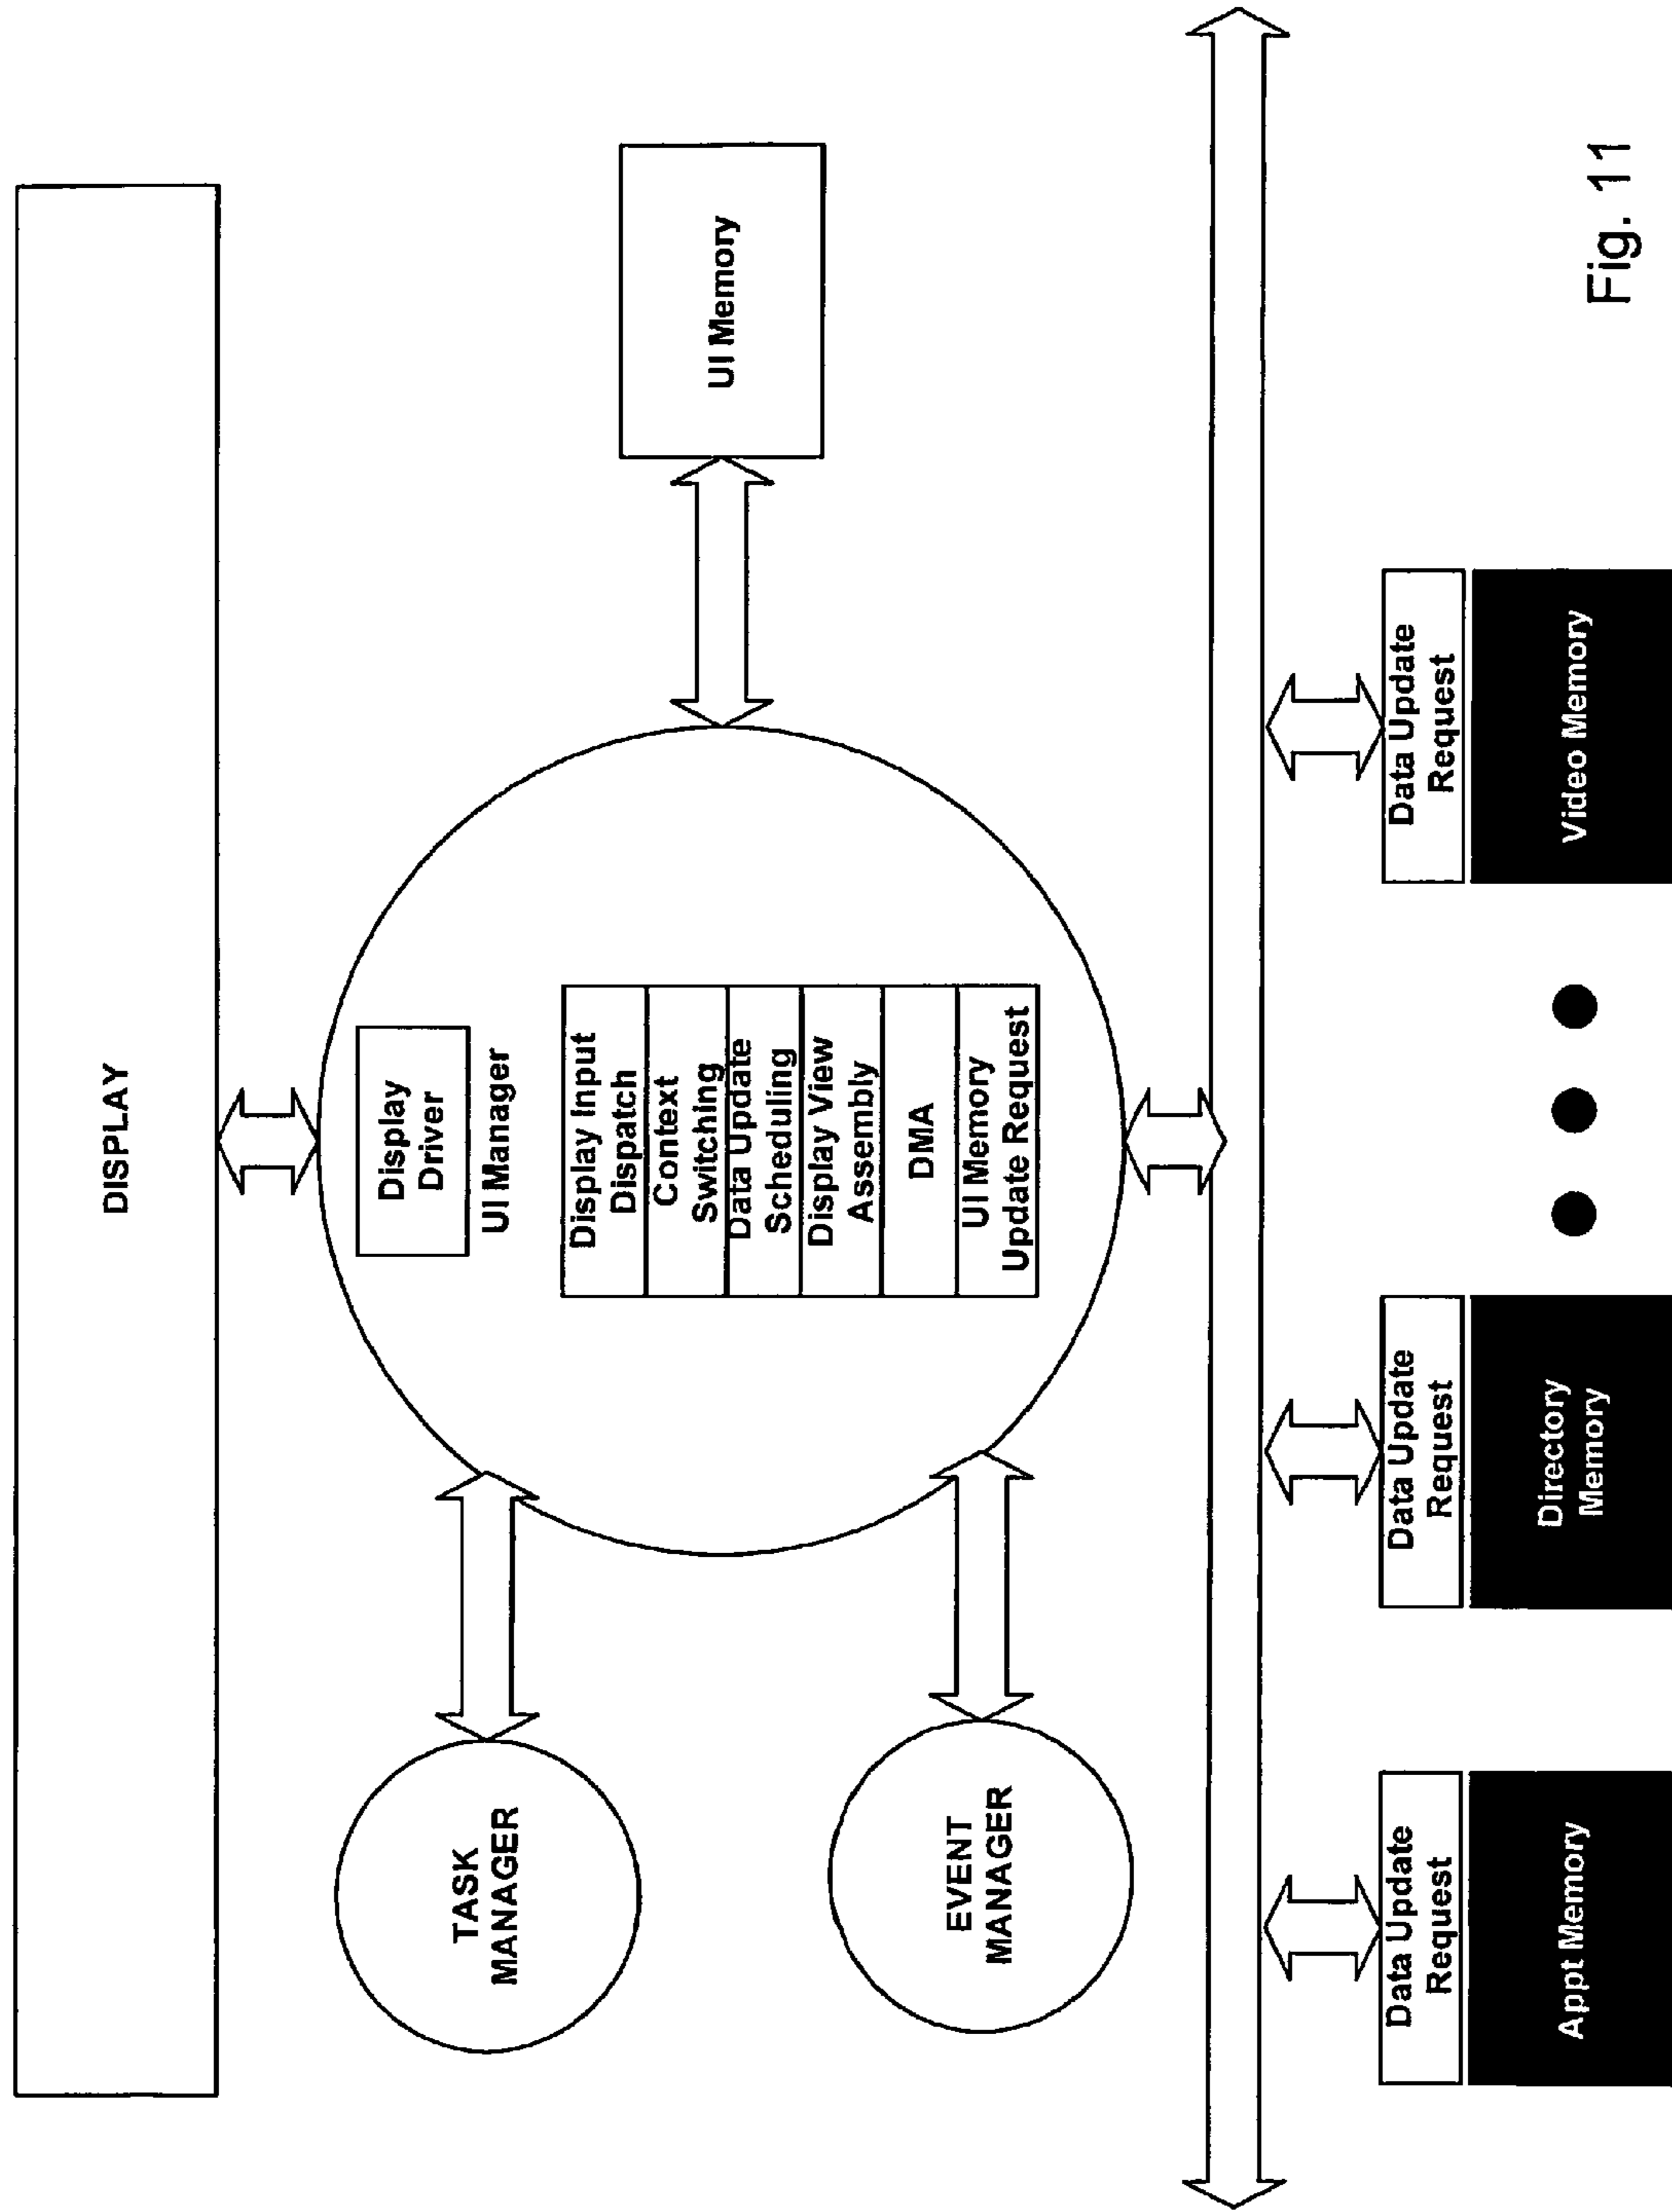 DISPLAY
Display
Driver
UI Manager
Display Input
Dispatch
Context
Switching
Data Update
Scheduling
Display View
Assembly
DMA
UI Memory
Update Request
TASK
MANAGER
EVENT
MANAGER
UI Memory
Data Update
Request
Appt Memory
Data Update
Request
Directory
Memory
Data Update
Request
Video Memory
Fig. 11